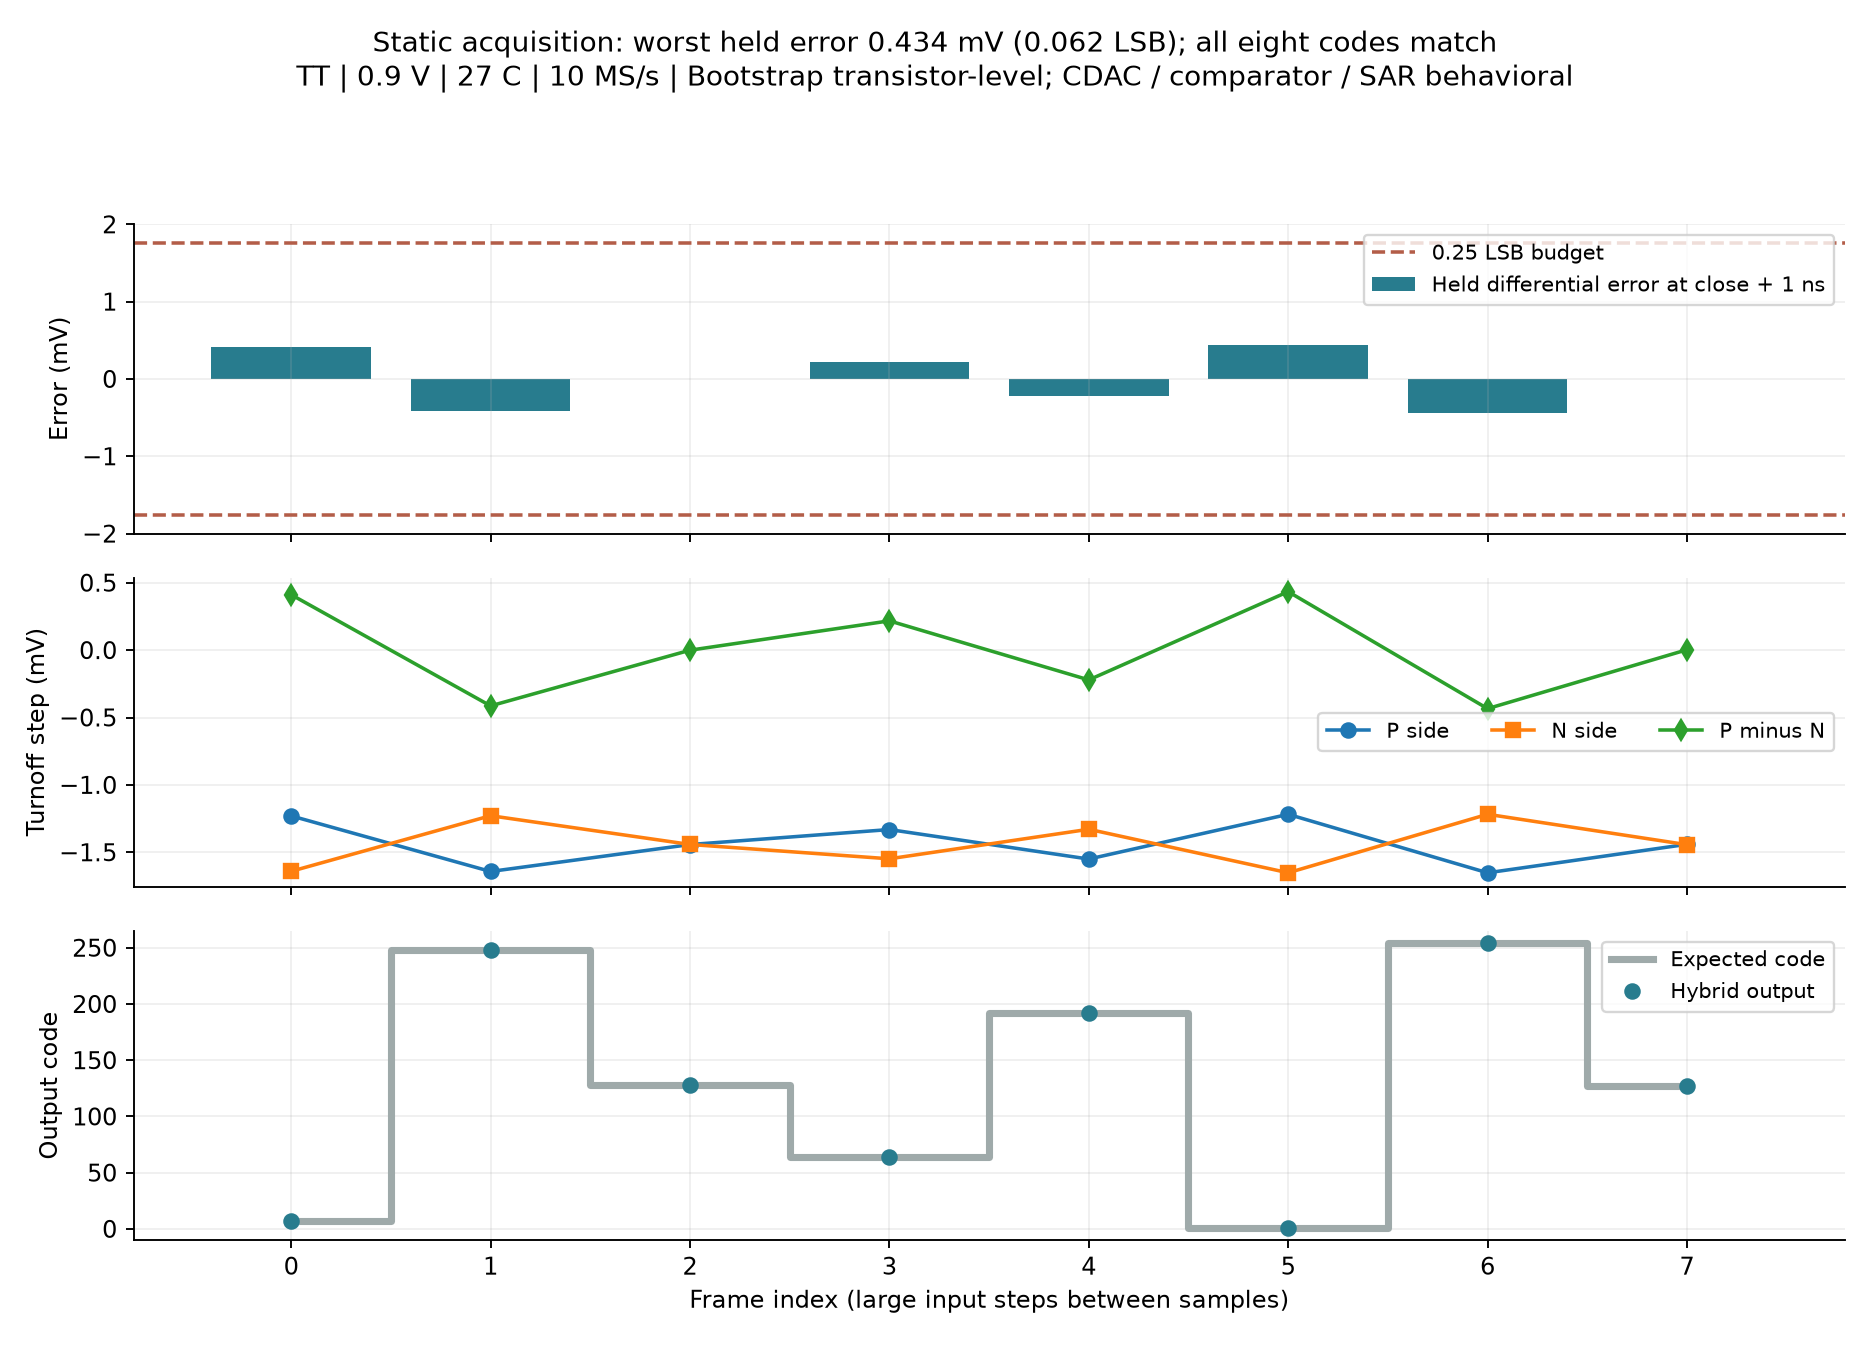 Static acquisition: worst held error 0.434 mV (0.062 LSB); all eight codes match
TT | 0.9 V | 27 C | 10 MS/s | Bootstrap transistor-level; CDAC / comparator / SAR behavioral
2
1
0
−1
−2
Error (mV)
0.25 LSB budget
Held differential error at close + 1 ns
0.5
0.0
−0.5
−1.0
−1.5
Turnoff step (mV)
P side
N side
P minus N
250
200
150
100
50
0
Output code
Expected code
Hybrid output
0 1 2 3 4 5 6 7
Frame index (large input steps between samples)